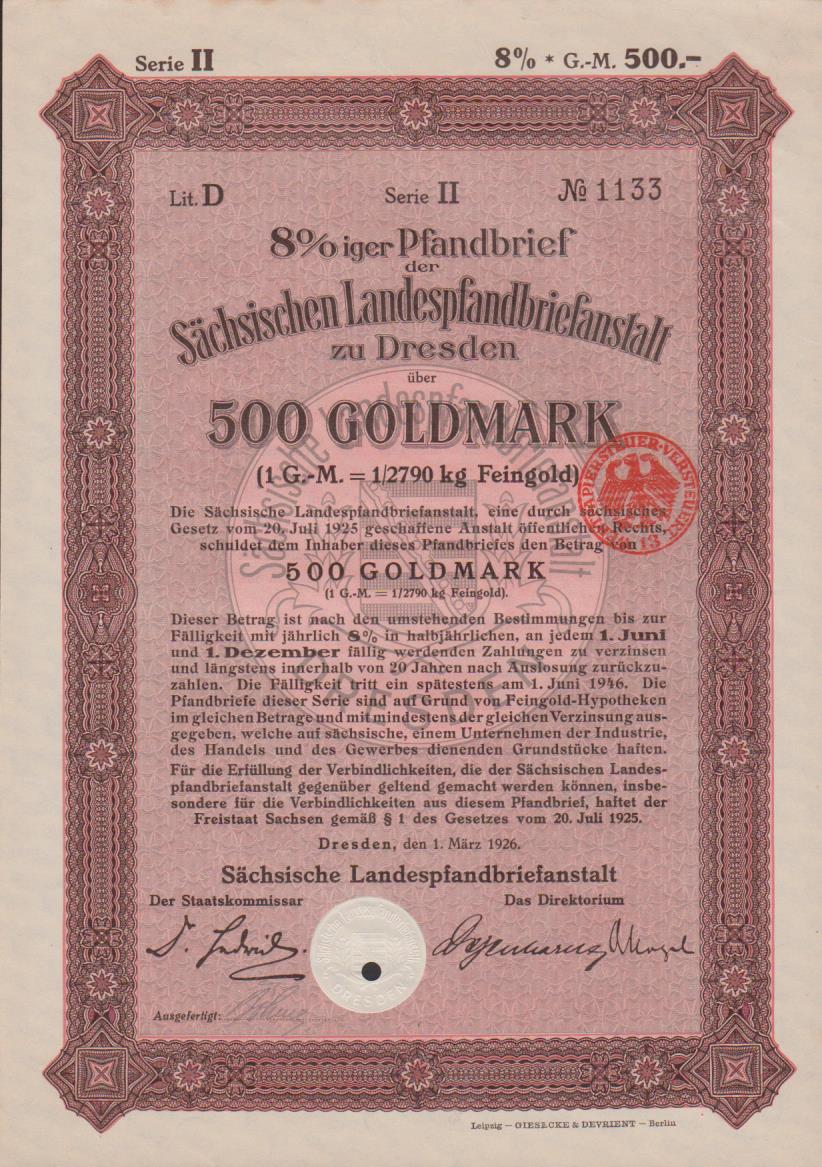 Serie II
8% * G.-M. 500.-
Lit. D Serie II № 1133
8%iger Pfandbrief
der
Sächsischen Landespfandbriefanstalt
zu Dresden
über
500 GOLDMARK
(1 G.-M. = 1/2790 kg Feingold)
Die Sächsische Landespfandbriefanstalt, eine durch sächsisches
Gesetz vom 20. Juli 1925 geschaffene Anstalt öffentlichen Rechts,
schuldet dem Inhaber dieses Pfandbriefes den Betrag von
500 GOLDMARK
(1 G.-M. = 1/2790 kg Feingold).
Dieser Betrag ist nach den umstehenden Bestimmungen bis zur
Fälligkeit mit jährlich 8% in halbjährlichen, an jedem 1. Juni
und 1. Dezember fällig werdenden Zahlungen zu verzinsen
und längstens innerhalb von 20 Jahren nach Auslosung zurückzu-
zahlen. Die Fälligkeit tritt ein spätestens am 1. Juni 1946. Die
Pfandbriefe dieser Serie sind auf Grund von Feingold-Hypotheken
im gleichen Betrage und mit mindestens der gleichen Verzinsung aus-
gegeben, welche auf sächsische, einem Unternehmen der Industrie,
des Handels und des Gewerbes dienenden Grundstücke haften.
Für die Erfüllung der Verbindlichkeiten, die der Sächsischen Landes-
pfandbriefanstalt gegenüber geltend gemacht werden können, insbe-
sondere für die Verbindlichkeiten aus diesem Pfandbrief, haftet der
Freistaat Sachsen gemäß § 1 des Gesetzes vom 20. Juli 1925.
Dresden, den 1. März 1926.
Sächsische Landespfandbriefanstalt
Der Staatskommissar Das Direktorium
Sächsische Landespfandbriefanstalt
DRESDEN
Ausgefertigt:
Leipzig — GIESECKE & DEVRIENT — Berlin
WERTPAPIERSTEUER·VERSTEUERT
13
Sächsische Landespfandbriefanstalt
DRESDEN